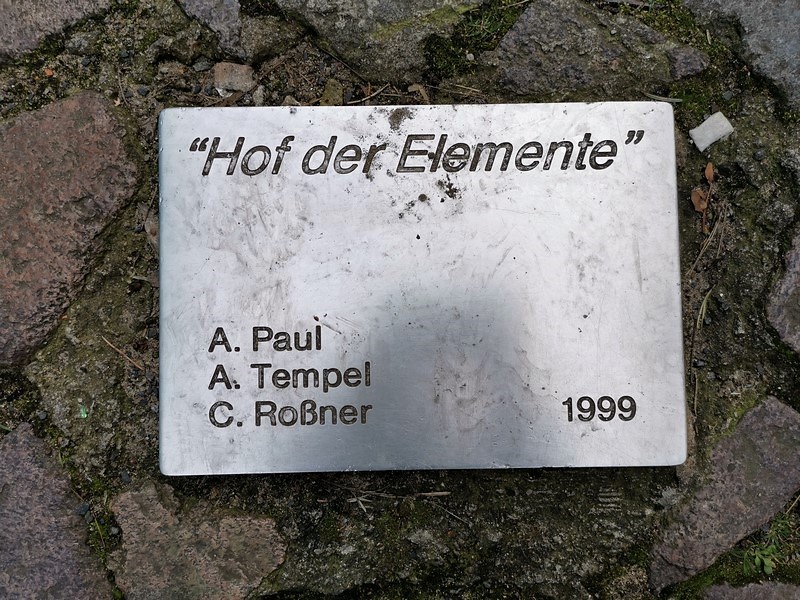 “Hof der Elemente”
A. Paul
A. Tempel
C. Roßner 1999